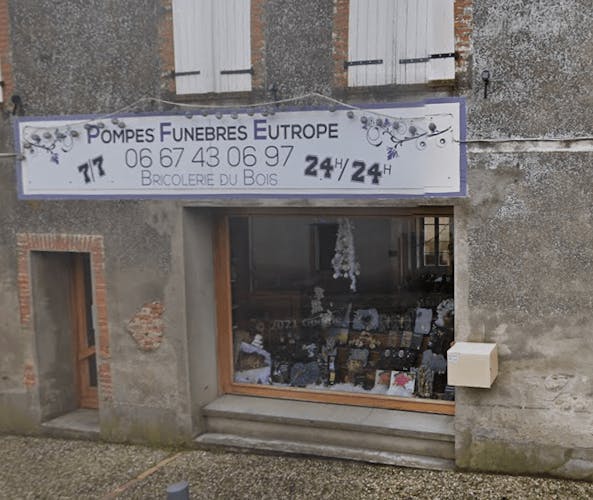 POMPES FUNEBRES EUTROPE
7/7 06 67 43 06 97 24H/24H
BRICOLERIE DU BOIS